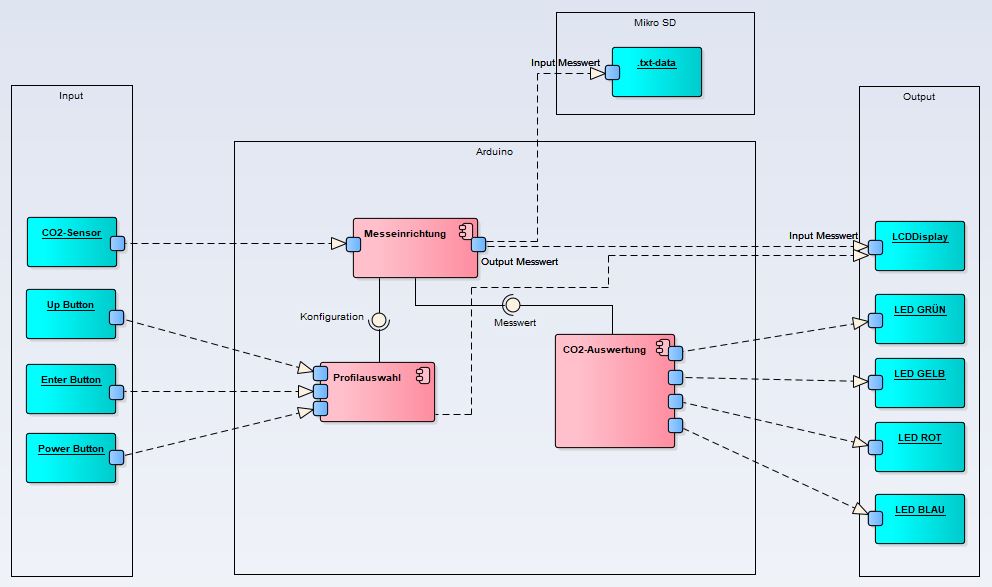 Mikro SD
.txt-data
Input Messwert
Input
CO2-Sensor
Up Button
Enter Button
Power Button
Arduino
Messeinrichtung
Output Messwert
Konfiguration
Messwert
Profilauswahl
CO2-Auswertung
Output
Input Messwert
LCDDisplay
LED GRÜN
LED GELB
LED ROT
LED BLAU